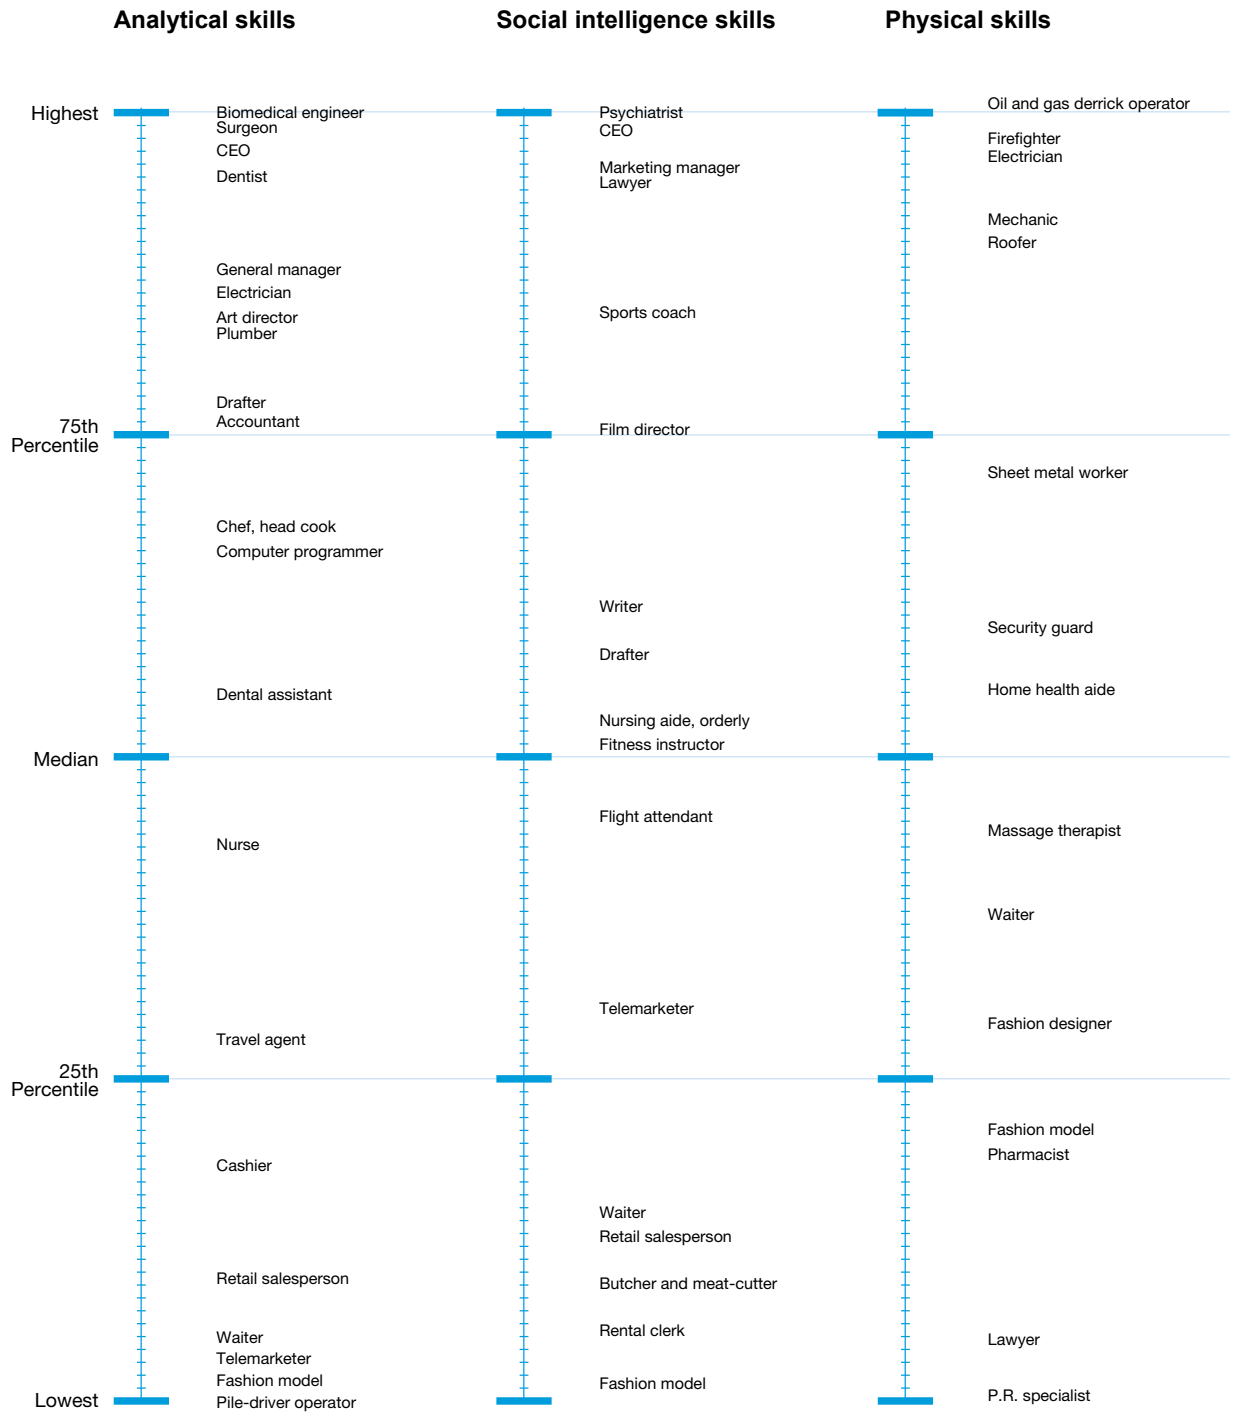 Analytical skills
Social intelligence skills
Physical skills
Highest
75th
Percentile
Median
25th
Percentile
Lowest
Biomedical engineer
Surgeon
CEO
Dentist
General manager
Electrician
Art director
Plumber
Drafter
Accountant
Chef, head cook
Computer programmer
Dental assistant
Nurse
Travel agent
Cashier
Retail salesperson
Waiter
Telemarketer
Fashion model
Pile-driver operator
Psychiatrist
CEO
Marketing manager
Lawyer
Sports coach
Film director
Writer
Drafter
Nursing aide, orderly
Fitness instructor
Flight attendant
Telemarketer
Waiter
Retail salesperson
Butcher and meat-cutter
Rental clerk
Fashion model
Oil and gas derrick operator
Firefighter
Electrician
Mechanic
Roofer
Sheet metal worker
Security guard
Home health aide
Massage therapist
Waiter
Fashion designer
Fashion model
Pharmacist
Lawyer
P.R. specialist